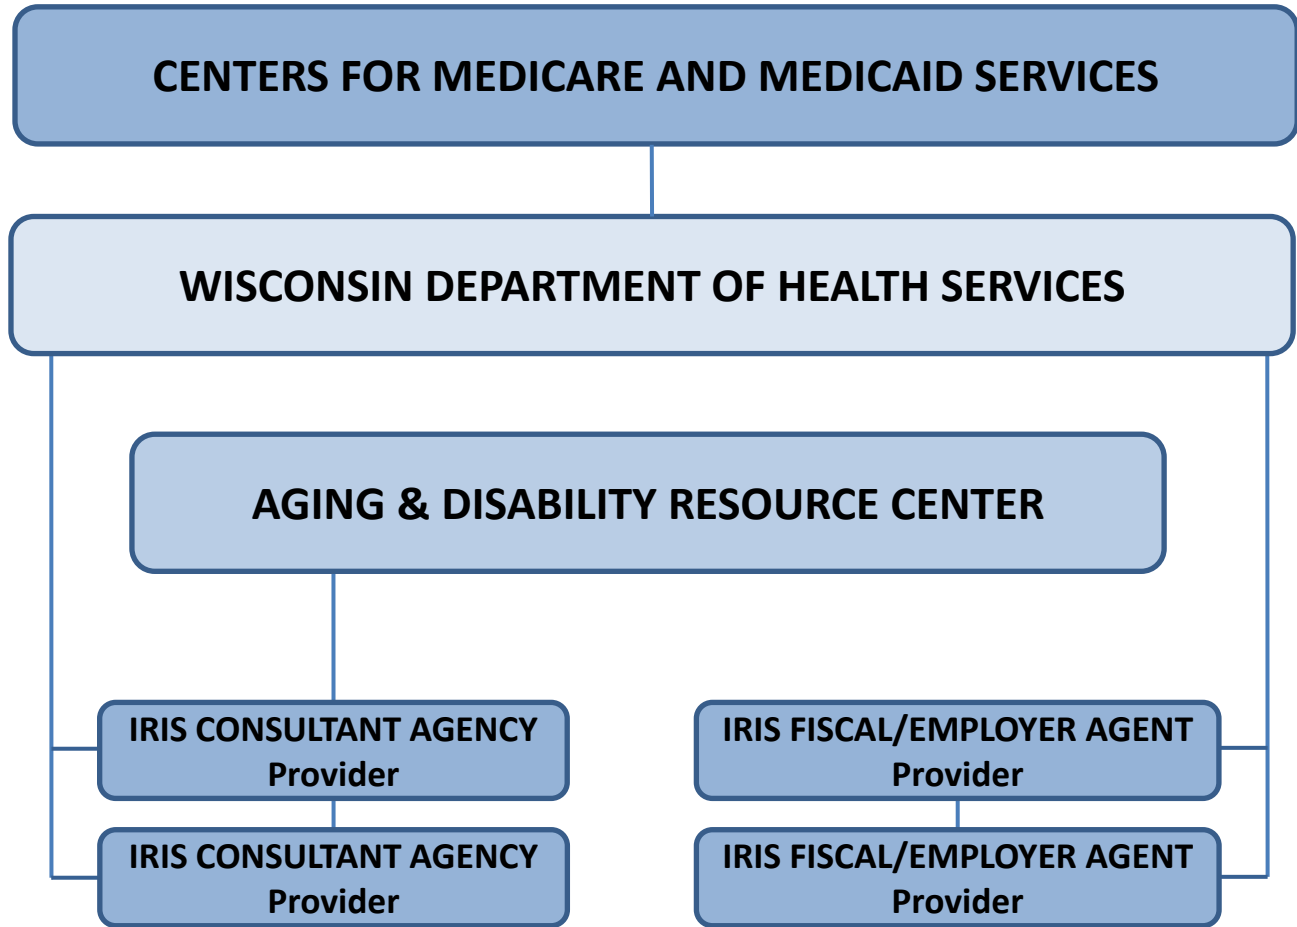 CENTERS FOR MEDICARE AND MEDICAID SERVICES
WISCONSIN DEPARTMENT OF HEALTH SERVICES
AGING & DISABILITY RESOURCE CENTER
IRIS CONSULTANT AGENCY
Provider
IRIS FISCAL/EMPLOYER AGENT
Provider
IRIS CONSULTANT AGENCY
Provider
IRIS FISCAL/EMPLOYER AGENT
Provider